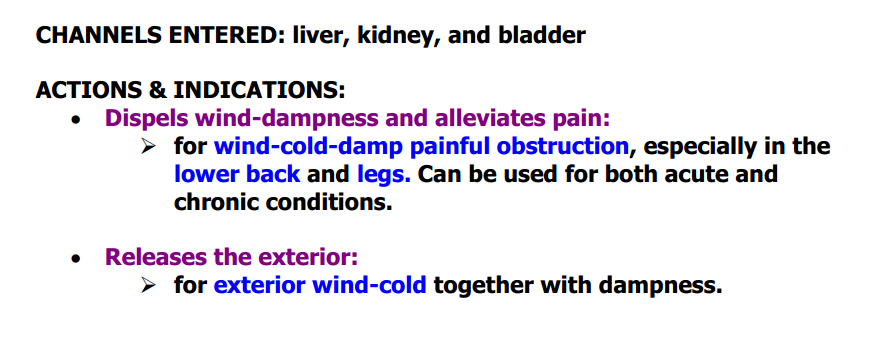 CHANNELS ENTERED: liver, kidney, and bladder
ACTIONS & INDICATIONS:
• Dispels wind-dampness and alleviates pain:
➢ for wind-cold-damp painful obstruction, especially in the
lower back and legs. Can be used for both acute and
chronic conditions.
• Releases the exterior:
➢ for exterior wind-cold together with dampness.